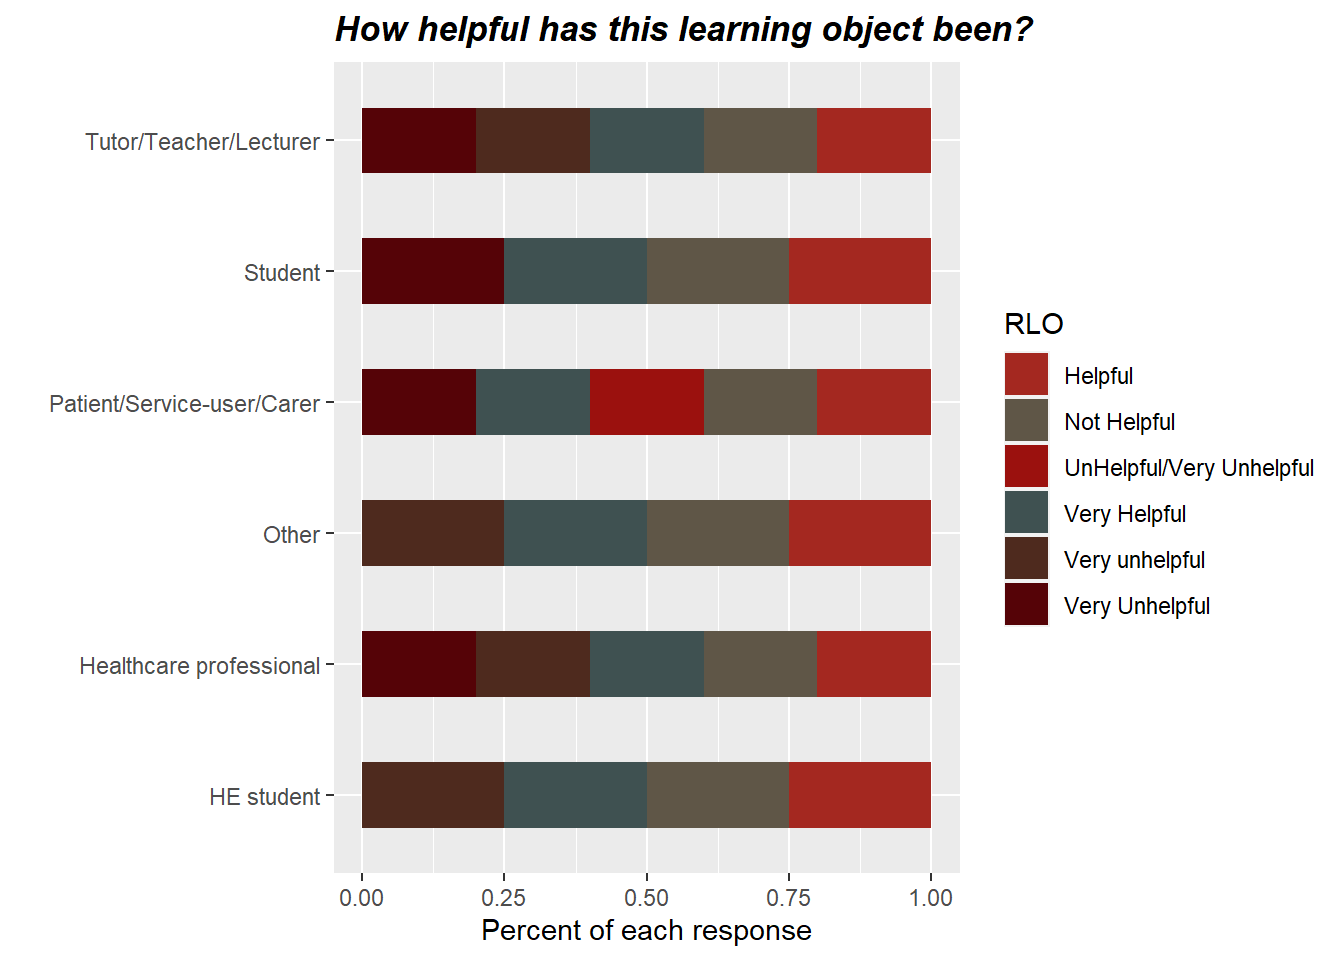 How helpful has this learning object been?
Tutor/Teacher/Lecturer
Student
Patient/Service-user/Carer
Other
Healthcare professional
HE student
0.00 0.25 0.50 0.75 1.00
Percent of each response
RLO
Helpful
Not Helpful
UnHelpful/Very Unhelpful
Very Helpful
Very unhelpful
Very Unhelpful